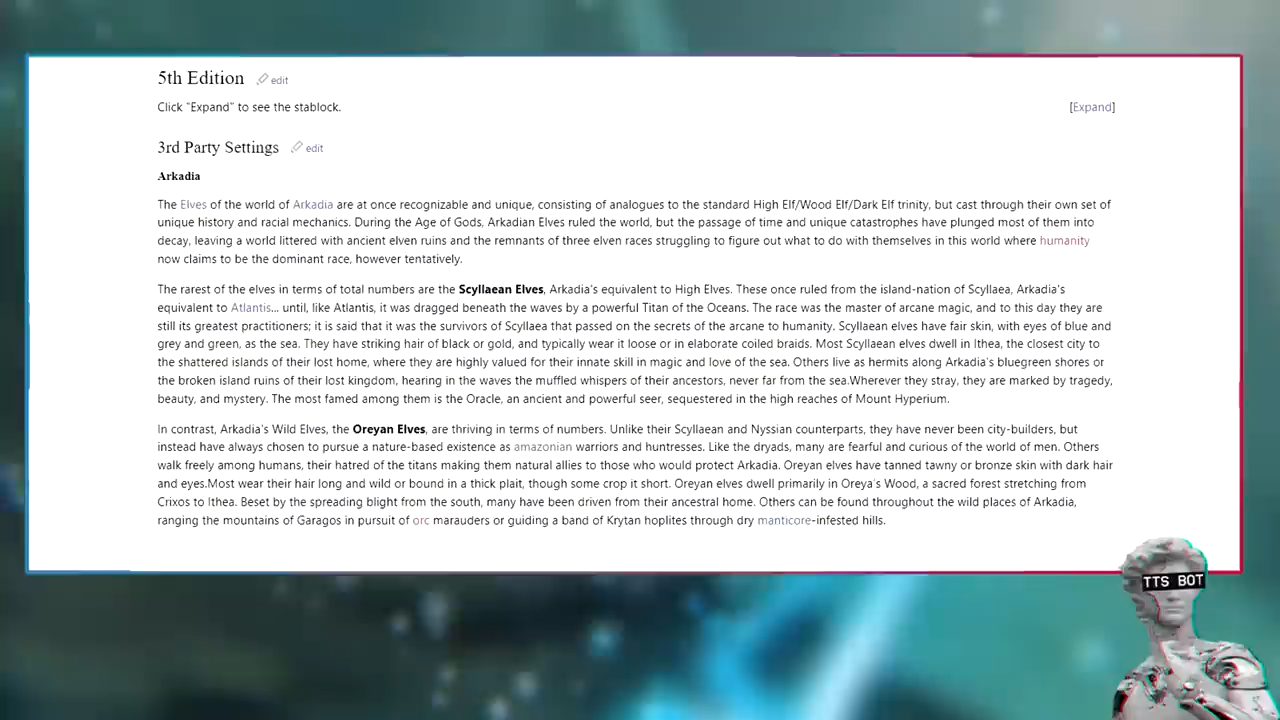 5th Edition edit
Click "Expand" to see the stablock. [Expand]
3rd Party Settings edit
Arkadia
The Elves of the world of Arkadia are at once recognizable and unique, consisting of analogues to the standard High Elf/Wood Elf/Dark Elf trinity, but cast through their own set of
unique history and racial mechanics. During the Age of Gods, Arkadian Elves ruled the world, but the passage of time and unique catastrophes have plunged most of them into
decay, leaving a world littered with ancient elven ruins and the remnants of three elven races struggling to figure out what to do with themselves in this world where humanity
now claims to be the dominant race, however tentatively.
The rarest of the elves in terms of total numbers are the Scyllaean Elves, Arkadia's equivalent to High Elves. These once ruled from the island-nation of Scyllaea, Arkadia's
equivalent to Atlantis... until, like Atlantis, it was dragged beneath the waves by a powerful Titan of the Oceans. The race was the master of arcane magic, and to this day they are
still its greatest practitioners; it is said that it was the survivors of Scyllaea that passed on the secrets of the arcane to humanity. Scyllaean elves have fair skin, with eyes of blue and
grey and green, as the sea. They have striking hair of black or gold, and typically wear it loose or in elaborate coiled braids. Most Scyllaean elves dwell in Ithea, the closest city to
the shattered islands of their lost home, where they are highly valued for their innate skill in magic and love of the sea. Others live as hermits along Arkadia's bluegreen shores or
the broken island ruins of their lost kingdom, hearing in the waves the muffled whispers of their ancestors, never far from the sea.Wherever they stray, they are marked by tragedy,
beauty, and mystery. The most famed among them is the Oracle, an ancient and powerful seer, sequestered in the high reaches of Mount Hyperium.
In contrast, Arkadia's Wild Elves, the Oreyan Elves, are thriving in terms of numbers. Unlike their Scyllaean and Nyssian counterparts, they have never been city-builders, but
instead have always chosen to pursue a nature-based existence as amazonian warriors and huntresses. Like the dryads, many are fearful and curious of the world of men. Others
walk freely among humans, their hatred of the titans making them natural allies to those who would protect Arkadia. Oreyan elves have tanned tawny or bronze skin with dark hair
and eyes.Most wear their hair long and wild or bound in a thick plait, though some crop it short. Oreyan elves dwell primarily in Oreya's Wood, a sacred forest stretching from
Crixos to Ithea. Beset by the spreading blight from the south, many have been driven from their ancestral home. Others can be found throughout the wild places of Arkadia,
ranging the mountains of Garagos in pursuit of orc marauders or guiding a band of Krytan hoplites through dry manticore-infested hills.
TTS BOT